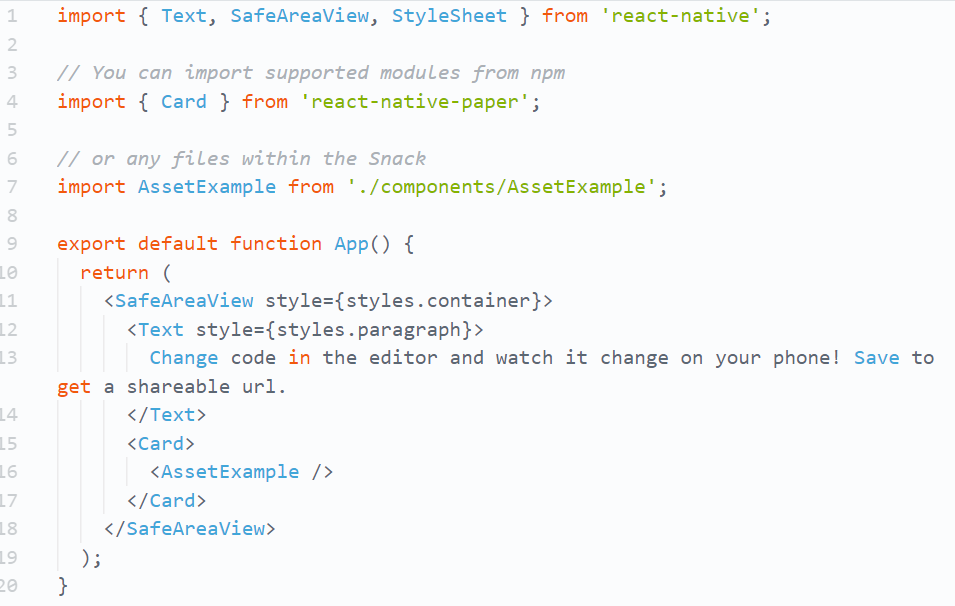 1 import { Text, SafeAreaView, StyleSheet } from 'react-native';
2
3 // You can import supported modules from npm
4 import { Card } from 'react-native-paper';
5
6 // or any files within the Snack
7 import AssetExample from './components/AssetExample';
8
9 export default function App() {
10 return (
11 <SafeAreaView style={styles.container}>
12 <Text style={styles.paragraph}>
13 Change code in the editor and watch it change on your phone! Save to
get a shareable url.
14 </Text>
15 <Card>
16 <AssetExample />
17 </Card>
18 </SafeAreaView>
19 );
20 }